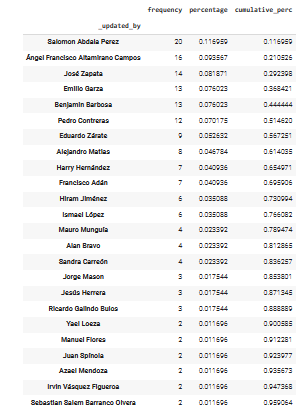 frequency percentage cumulative_perc
_updated_by
Salomon Abdala Perez 20 0.116959 0.116959
Ángel Francisco Altamirano Campos 16 0.093567 0.210526
José Zapata 14 0.081871 0.292398
Emilio Garza 13 0.076023 0.368421
Benjamin Barbosa 13 0.076023 0.444444
Pedro Contreras 12 0.070175 0.514620
Eduardo Zárate 9 0.052632 0.567251
Alejandro Matias 8 0.046784 0.614035
Harry Hernández 7 0.040936 0.654971
Francisco Adán 7 0.040936 0.695906
Hiram Jiménez 6 0.035088 0.730994
Ismael López 6 0.035088 0.766082
Mauro Munguía 4 0.023392 0.789474
Alan Bravo 4 0.023392 0.812865
Sandra Carreón 4 0.023392 0.836257
Jorge Mason 3 0.017544 0.853801
Jesús Herrera 3 0.017544 0.871345
Ricardo Galindo Bulos 3 0.017544 0.888889
Yael Loeza 2 0.011696 0.900585
Manuel Flores 2 0.011696 0.912281
Juan Spinola 2 0.011696 0.923977
Azael Mendoza 2 0.011696 0.935673
Irvin Vásquez Figueroa 2 0.011696 0.947368
Sebastian Salem Barranco Olvera 2 0.011696 0.959064